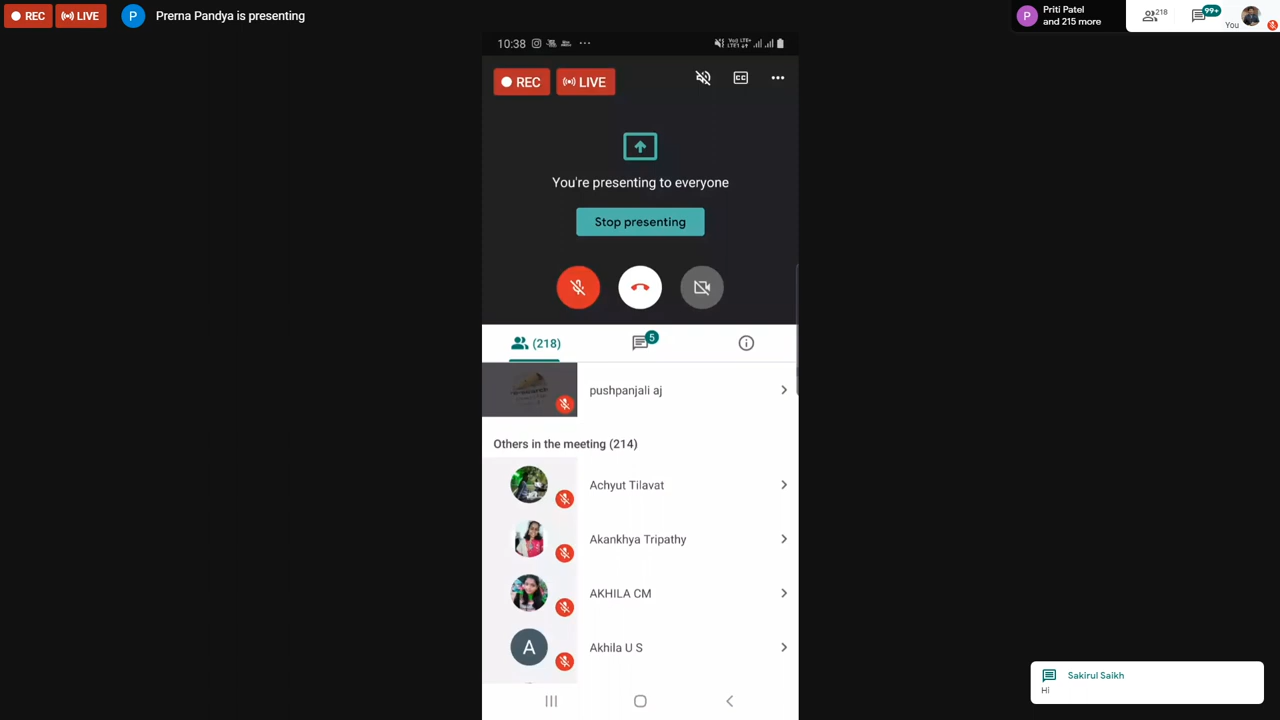 REC LIVE P Prerna Pandya is presenting
P Priti Patel
and 215 more
218 99+
You
10:38
REC LIVE CC
You're presenting to everyone
Stop presenting
(218) 5
pushpanjali aj
Others in the meeting (214)
Achyut Tilavat
Akankhya Tripathy
AKHILA CM
A Akhila U S
Sakirul Saikh
Hi